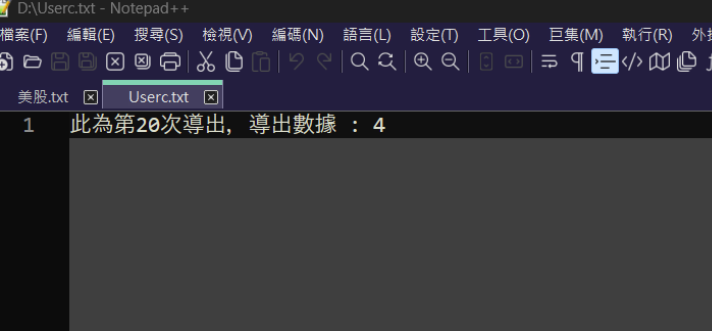 D:\Userc.txt - Notepad++
檔案(F) 編輯(E) 搜尋(S) 檢視(V) 編碼(N) 語言(L) 設定(T) 工具(O) 巨集(M) 執行(R)
美股.txt Userc.txt
1 此為第20次導出, 導出數據 : 4